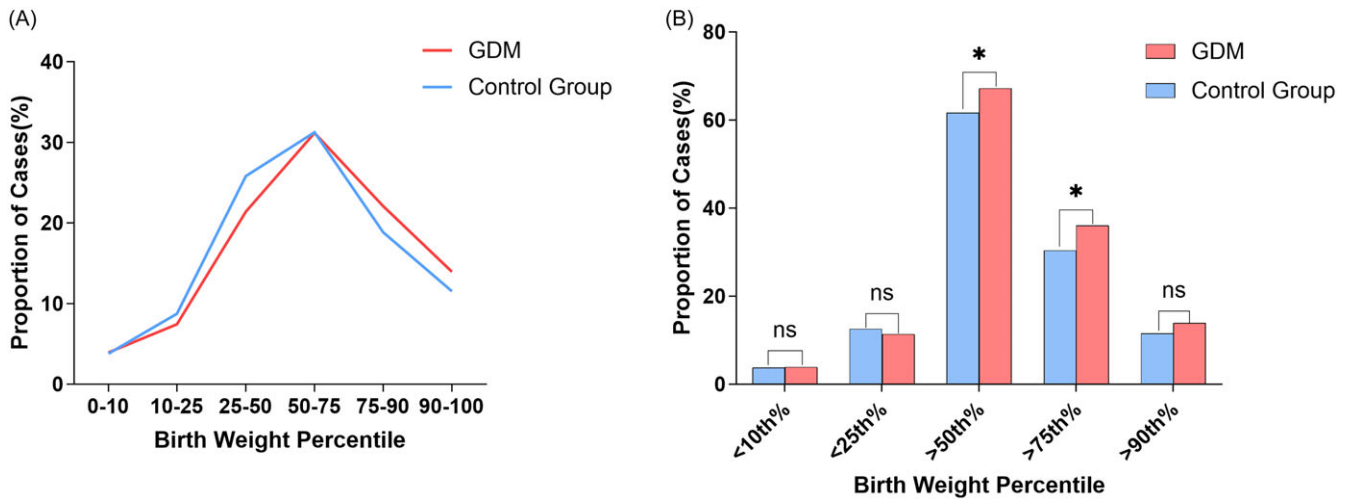 (A)
GDM
Control Group
Proportion of Cases(%)
40
30
20
10
0
0-10 10-25 25-50 50-75 75-90 90-100
Birth Weight Percentile
(B)
GDM
Control Group
Proportion of Cases(%)
80
60
40
20
0
ns
ns
*
*
ns
<10th% <25th% >50th% >75th% >90th%
Birth Weight Percentile